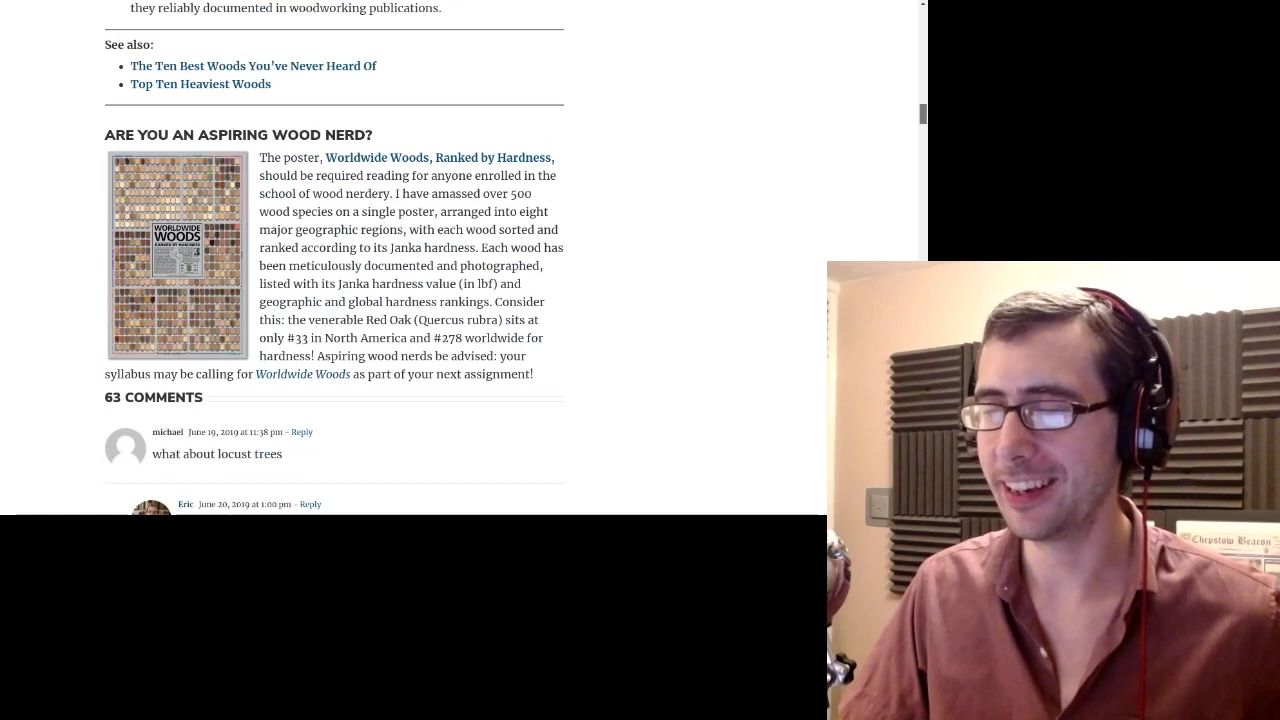 they reliably documented in woodworking publications.
See also:
The Ten Best Woods You’ve Never Heard Of
Top Ten Heaviest Woods
ARE YOU AN ASPIRING WOOD NERD?
WORLDWIDE
WOODS
RANKED BY HARDNESS
The poster, Worldwide Woods, Ranked by Hardness,
should be required reading for anyone enrolled in the
school of wood nerdery. I have amassed over 500
wood species on a single poster, arranged into eight
major geographic regions, with each wood sorted and
ranked according to its Janka hardness. Each wood has
been meticulously documented and photographed,
listed with its Janka hardness value (in lbf) and
geographic and global hardness rankings. Consider
this: the venerable Red Oak (Quercus rubra) sits at
only #33 in North America and #278 worldwide for
hardness! Aspiring wood nerds be advised: your
syllabus may be calling for Worldwide Woods as part of your next assignment!
63 COMMENTS
michael June 19, 2019 at 11:38 pm - Reply
what about locust trees
Eric June 20, 2019 at 1:00 pm - Reply
Chepstow Beacon